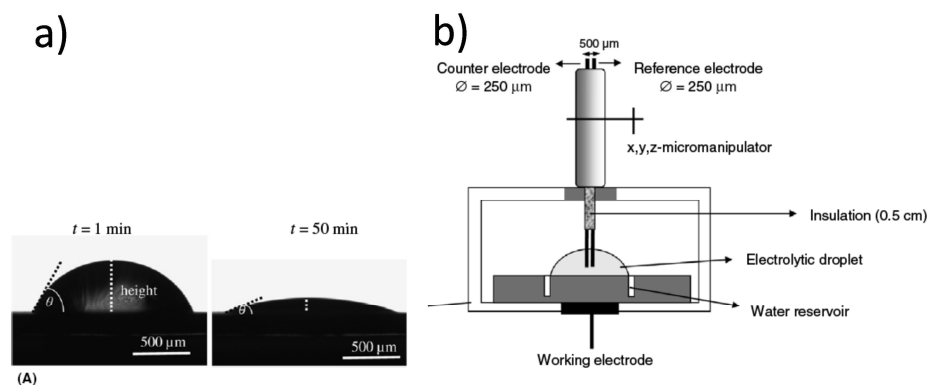 a)
b)
500 µm
Counter electrode
Ø = 250 µm
Reference electrode
Ø = 250 µm
x,y,z-micromanipulator
t = 1 min
t = 50 min
Insulation (0.5 cm)
θ
height
θ
Electrolytic droplet
500 µm
500 µm
Water reservoir
Working electrode
(A)